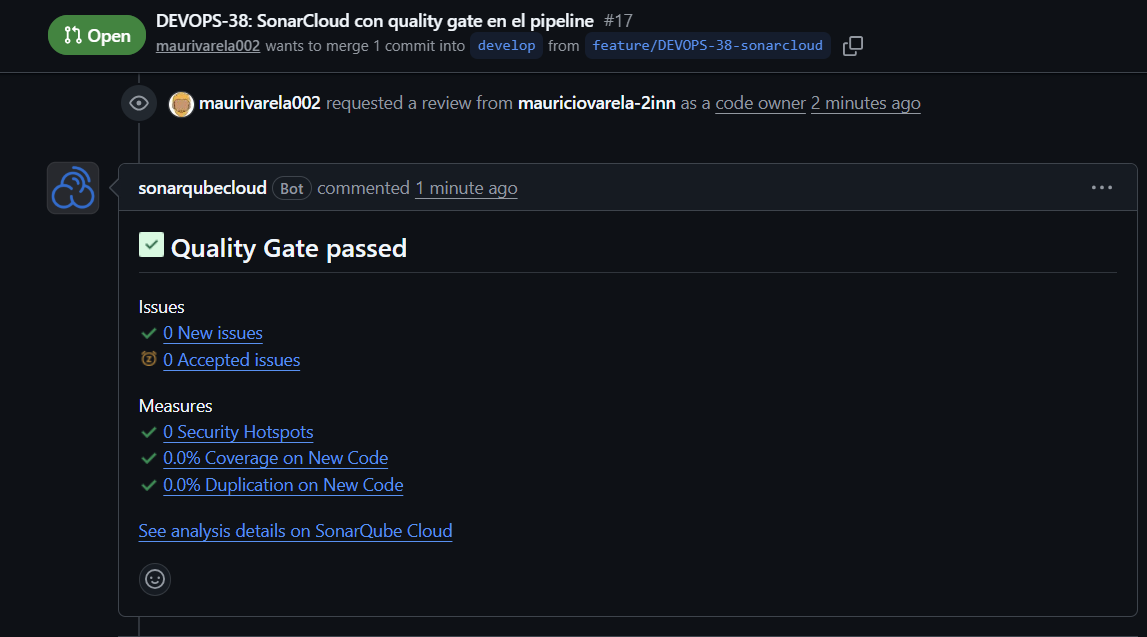 Open
DEVOPS-38: SonarCloud con quality gate en el pipeline #17
maurivarela002 wants to merge 1 commit into develop from feature/DEVOPS-38-sonarcloud
maurivarela002 requested a review from mauriciovarela-2inn as a code owner 2 minutes ago
sonarqubecloud Bot commented 1 minute ago
Quality Gate passed
Issues
0 New issues
0 Accepted issues
Measures
0 Security Hotspots
0.0% Coverage on New Code
0.0% Duplication on New Code
See analysis details on SonarQube Cloud